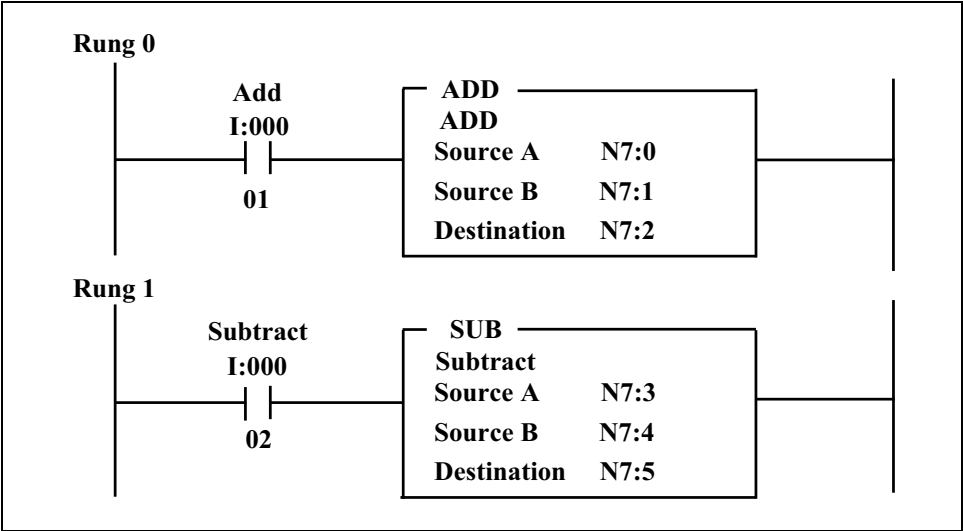 Rung 0
Add
I:000
01
ADD
ADD
Source A N7:0
Source B N7:1
Destination N7:2
Rung 1
Subtract
I:000
02
SUB
Subtract
Source A N7:3
Source B N7:4
Destination N7:5